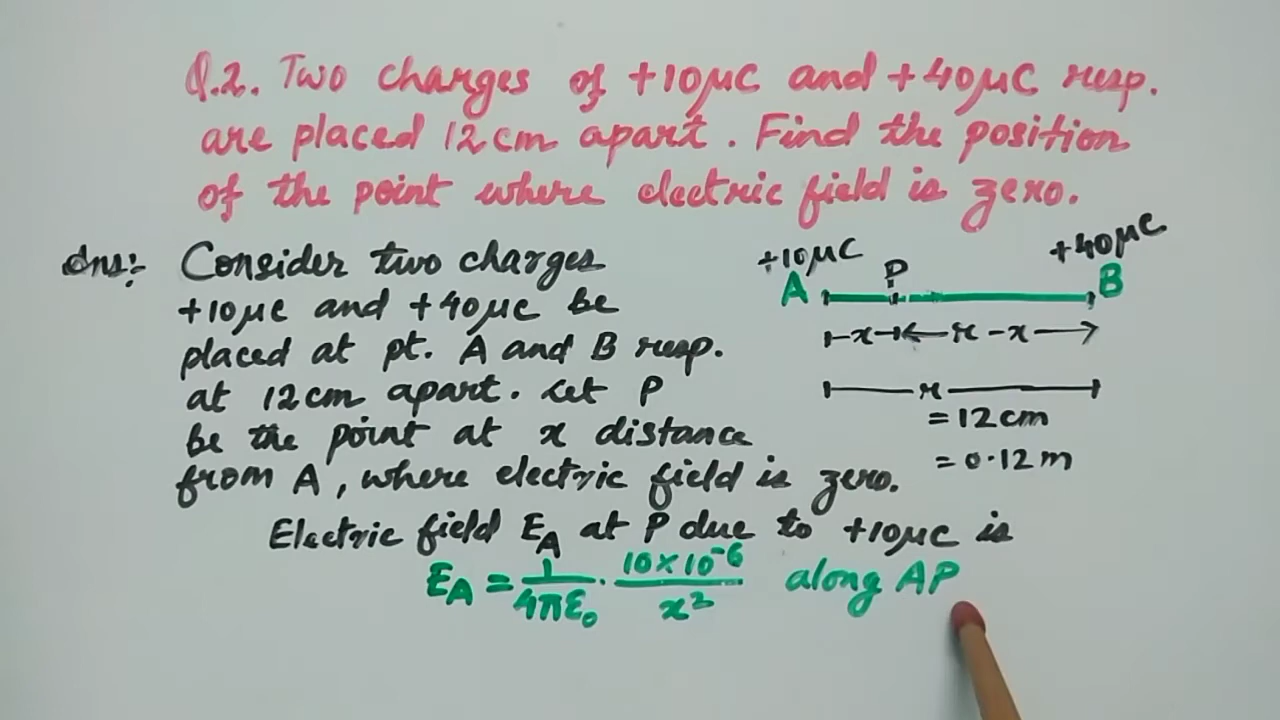 Q.2. Two charges of +10μC and +40μC resp.
are placed 12cm apart. Find the position
of the point where electric field is zero.
Ans:- Consider two charges
+10μc and +40μc be
placed at pt. A and B resp.
at 12cm apart. Let P
be the point at x distance
from A, where electric field is zero.
+10μC P +40μC
A B
x r-x
r
= 12cm
= 0.12m
Electric field E_A at P due to +10μc is
E_A = 1/4πε₀ · 10×10⁻⁶/x² along AP